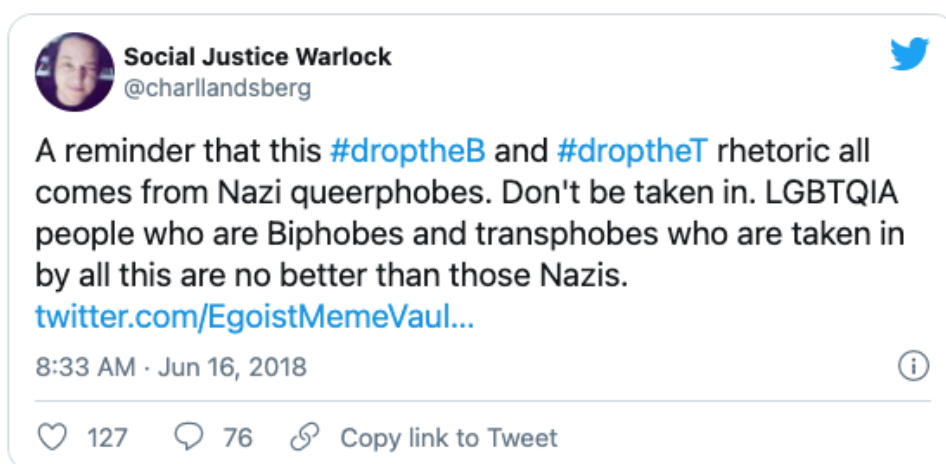 Social Justice Warlock
@charllandsberg
A reminder that this #droptheB and #droptheT rhetoric all
comes from Nazi queerphobes. Don't be taken in. LGBTQIA
people who are Biphobes and transphobes who are taken in
by all this are no better than those Nazis.
twitter.com/EgoistMemeVaul...
8:33 AM · Jun 16, 2018
127 76 Copy link to Tweet